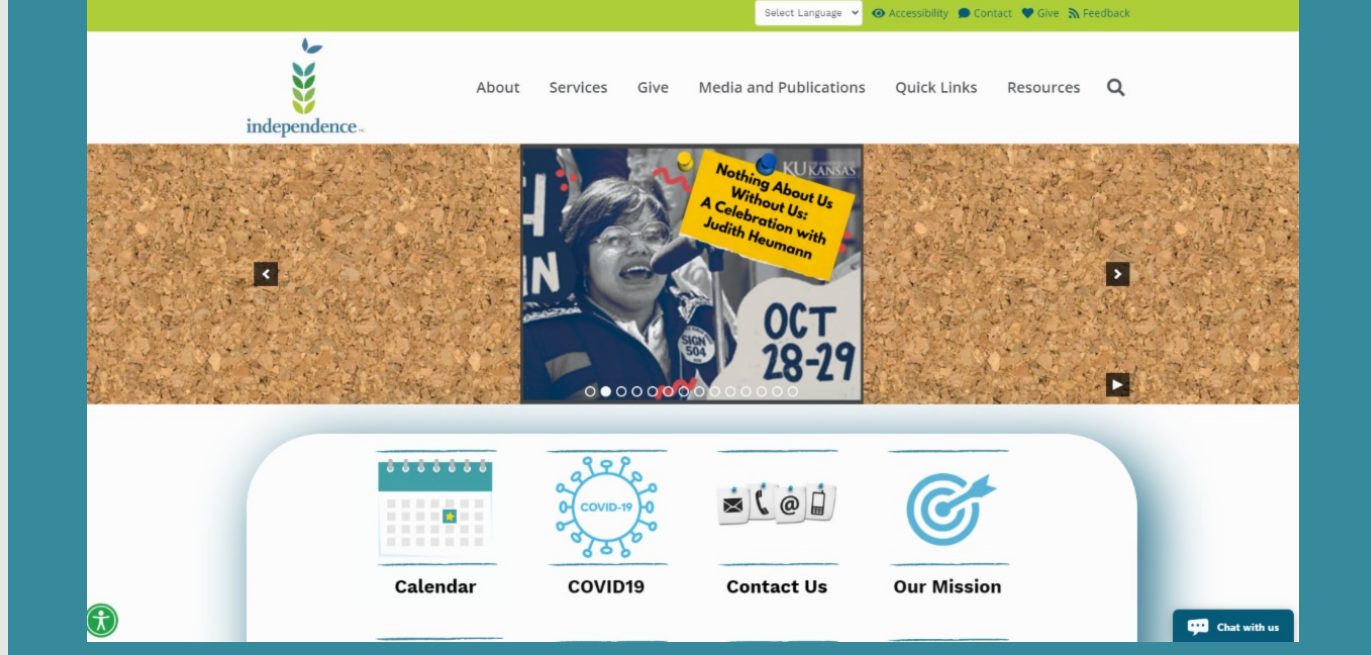 Select Language
Accessibility
Contact
Give
Feedback
independence
About
Services
Give
Media and Publications
Quick Links
Resources
KU KANSAS
Nothing About Us
Without Us:
A Celebration with
Judith Heumann
SIGN
504
OCT
28-29
COVID-19
@
Calendar
COVID19
Contact Us
Our Mission
Chat with us